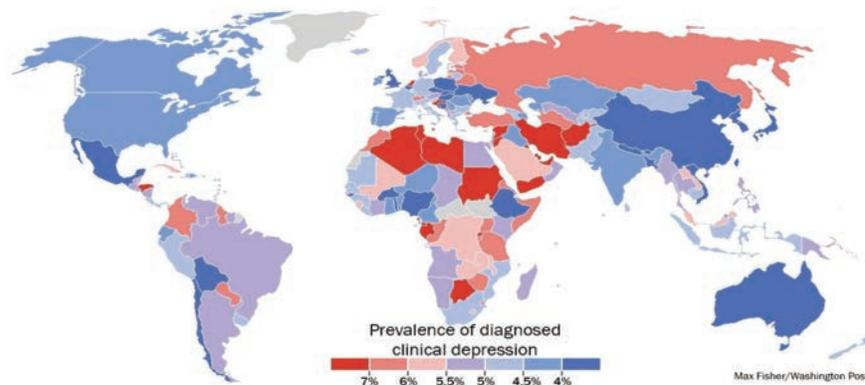 Prevalence of diagnosed
clinical depression
7% 6% 5.5% 5% 4.5% 4%
Max Fisher/Washington Pos